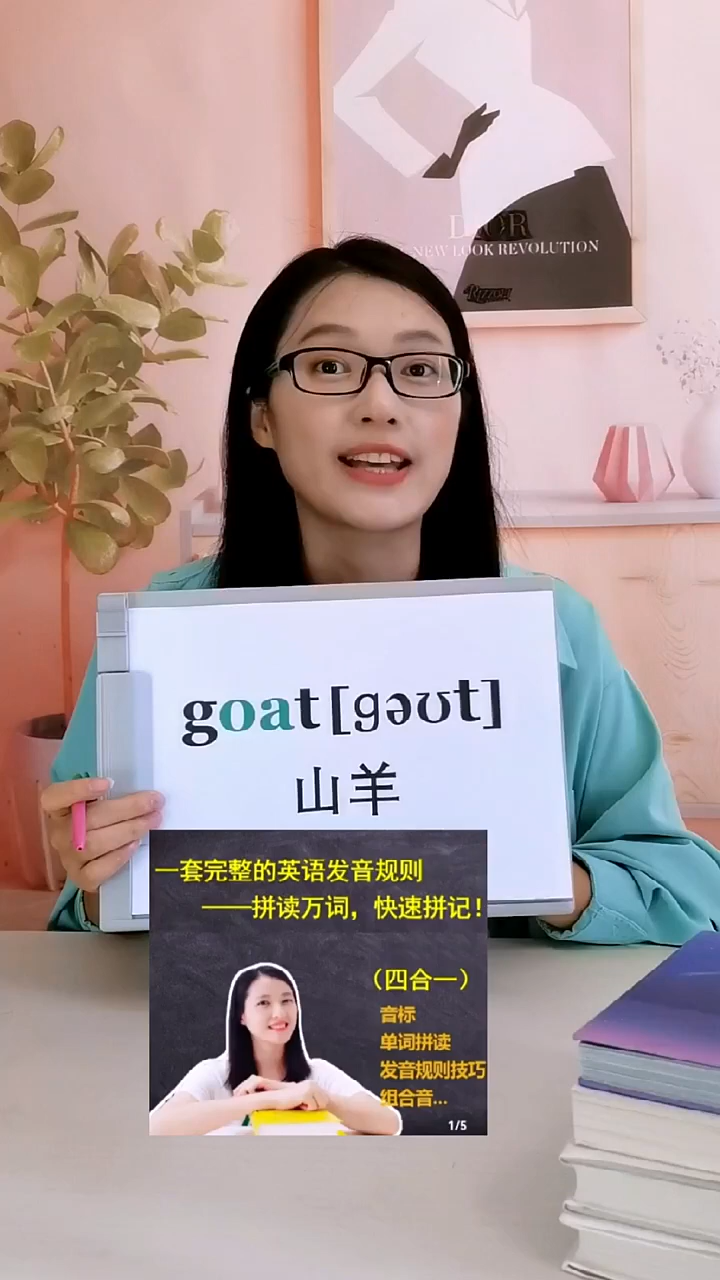 DIOR
NEW LOOK REVOLUTION
Rizzoli
goat[ɡəʊt]
山羊
一套完整的英语发音规则
——拼读万词，快速拼记！
（四合一）
音标
单词拼读
发音规则技巧
组合音...
1/5